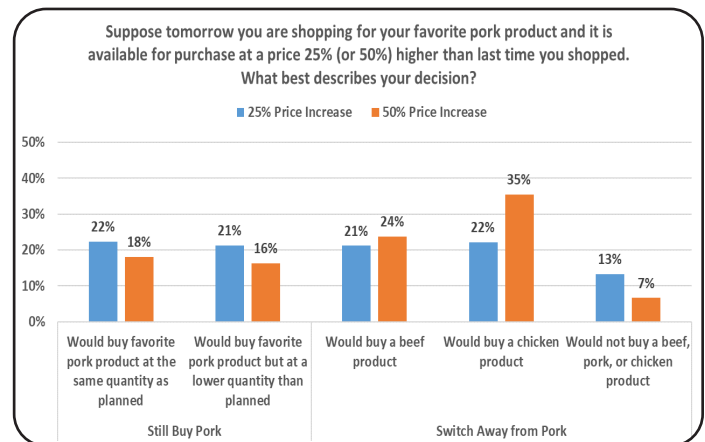 Suppose tomorrow you are shopping for your favorite pork product and it is
available for purchase at a price 25% (or 50%) higher than last time you shopped.
What best describes your decision?
25% Price Increase 50% Price Increase
50%
40%
30%
20%
10%
0%
22%
18%
21%
16%
21%
24%
22%
35%
13%
7%
Would buy favorite
pork product at the
same quantity as
planned
Would buy favorite
pork product but at a
lower quantity than
planned
Would buy a beef
product
Would buy a chicken
product
Would not buy a beef,
pork, or chicken
product
Still Buy Pork
Switch Away from Pork